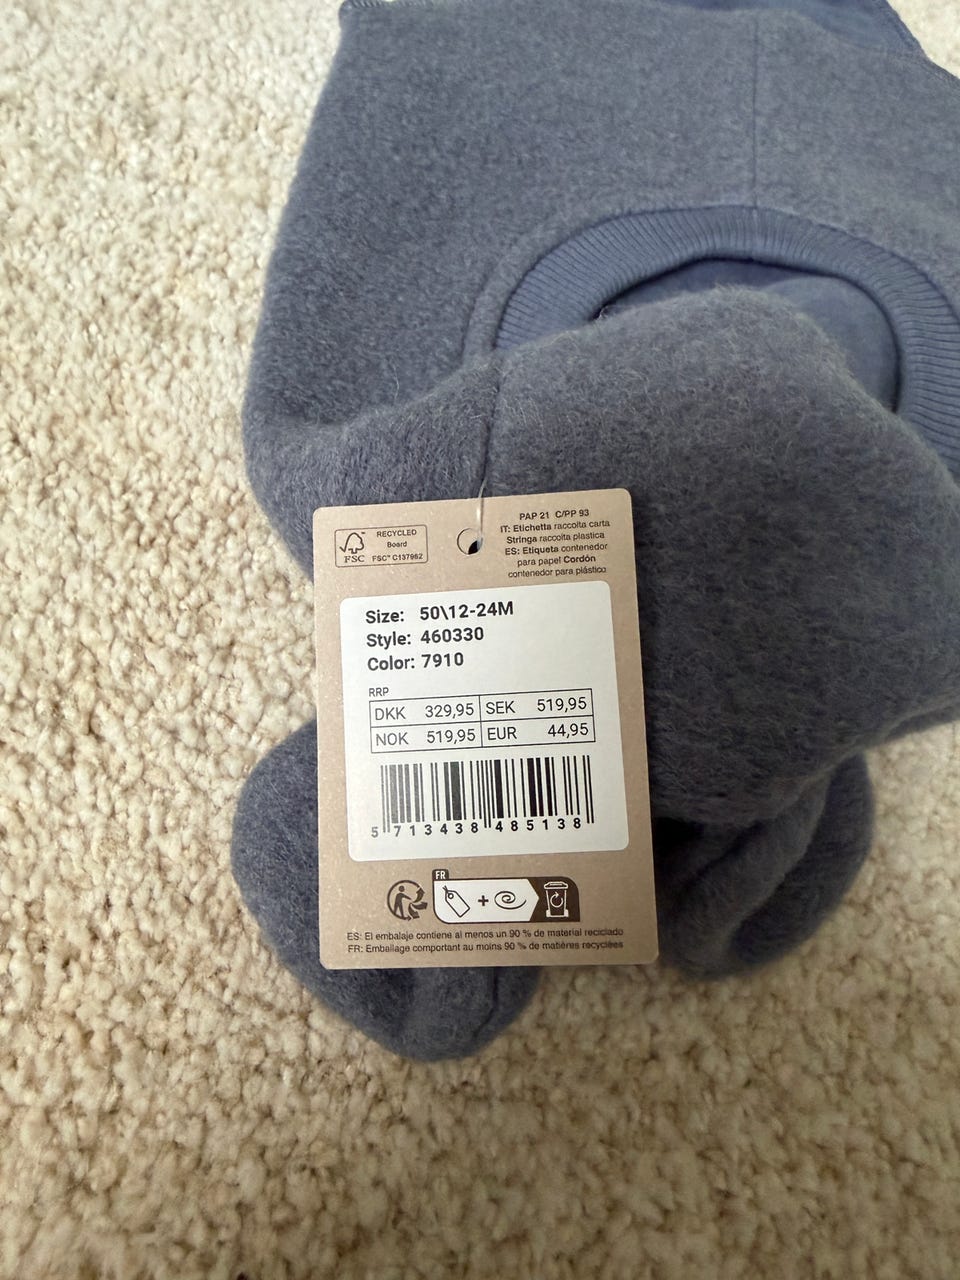 RECYCLED
Board
FSC
FSC™ C137982
PAP 21 C/PP 93
IT: Etichetta raccolta carta
Stringa raccolta plastica
ES: Etiqueta contenedor
para papel Cordón
contenedor para plástico
Size: 50\12-24M
Style: 460330
Color: 7910
RRP
DKK 329,95 SEK 519,95
NOK 519,95 EUR 44,95
5 713438 485138
FR
+
ES: El embalaje contiene al menos un 90 % de material reciclado
FR: Emballage comportant au moins 90 % de matières recyclées